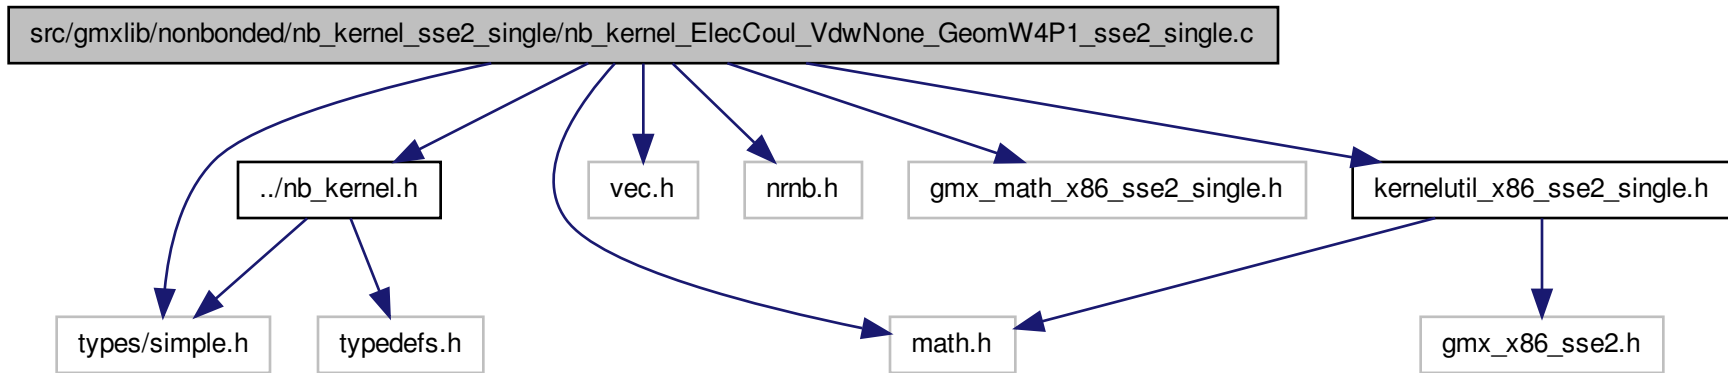 src/gmxlib/nonbonded/nb_kernel_sse2_single/nb_kernel_ElecCoul_VdwNone_GeomW4P1_sse2_single.c
../nb_kernel.h
vec.h
nrnb.h
gmx_math_x86_sse2_single.h
kernelutil_x86_sse2_single.h
types/simple.h
typedefs.h
math.h
gmx_x86_sse2.h